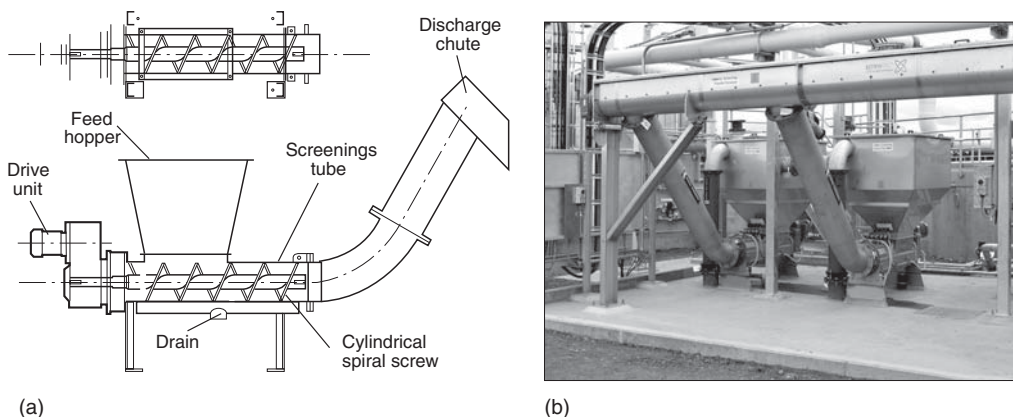 Discharge
chute
Feed
hopper
Screenings
tube
Drive
unit
Drain
Cylindrical
spiral screw
(a)
(b)